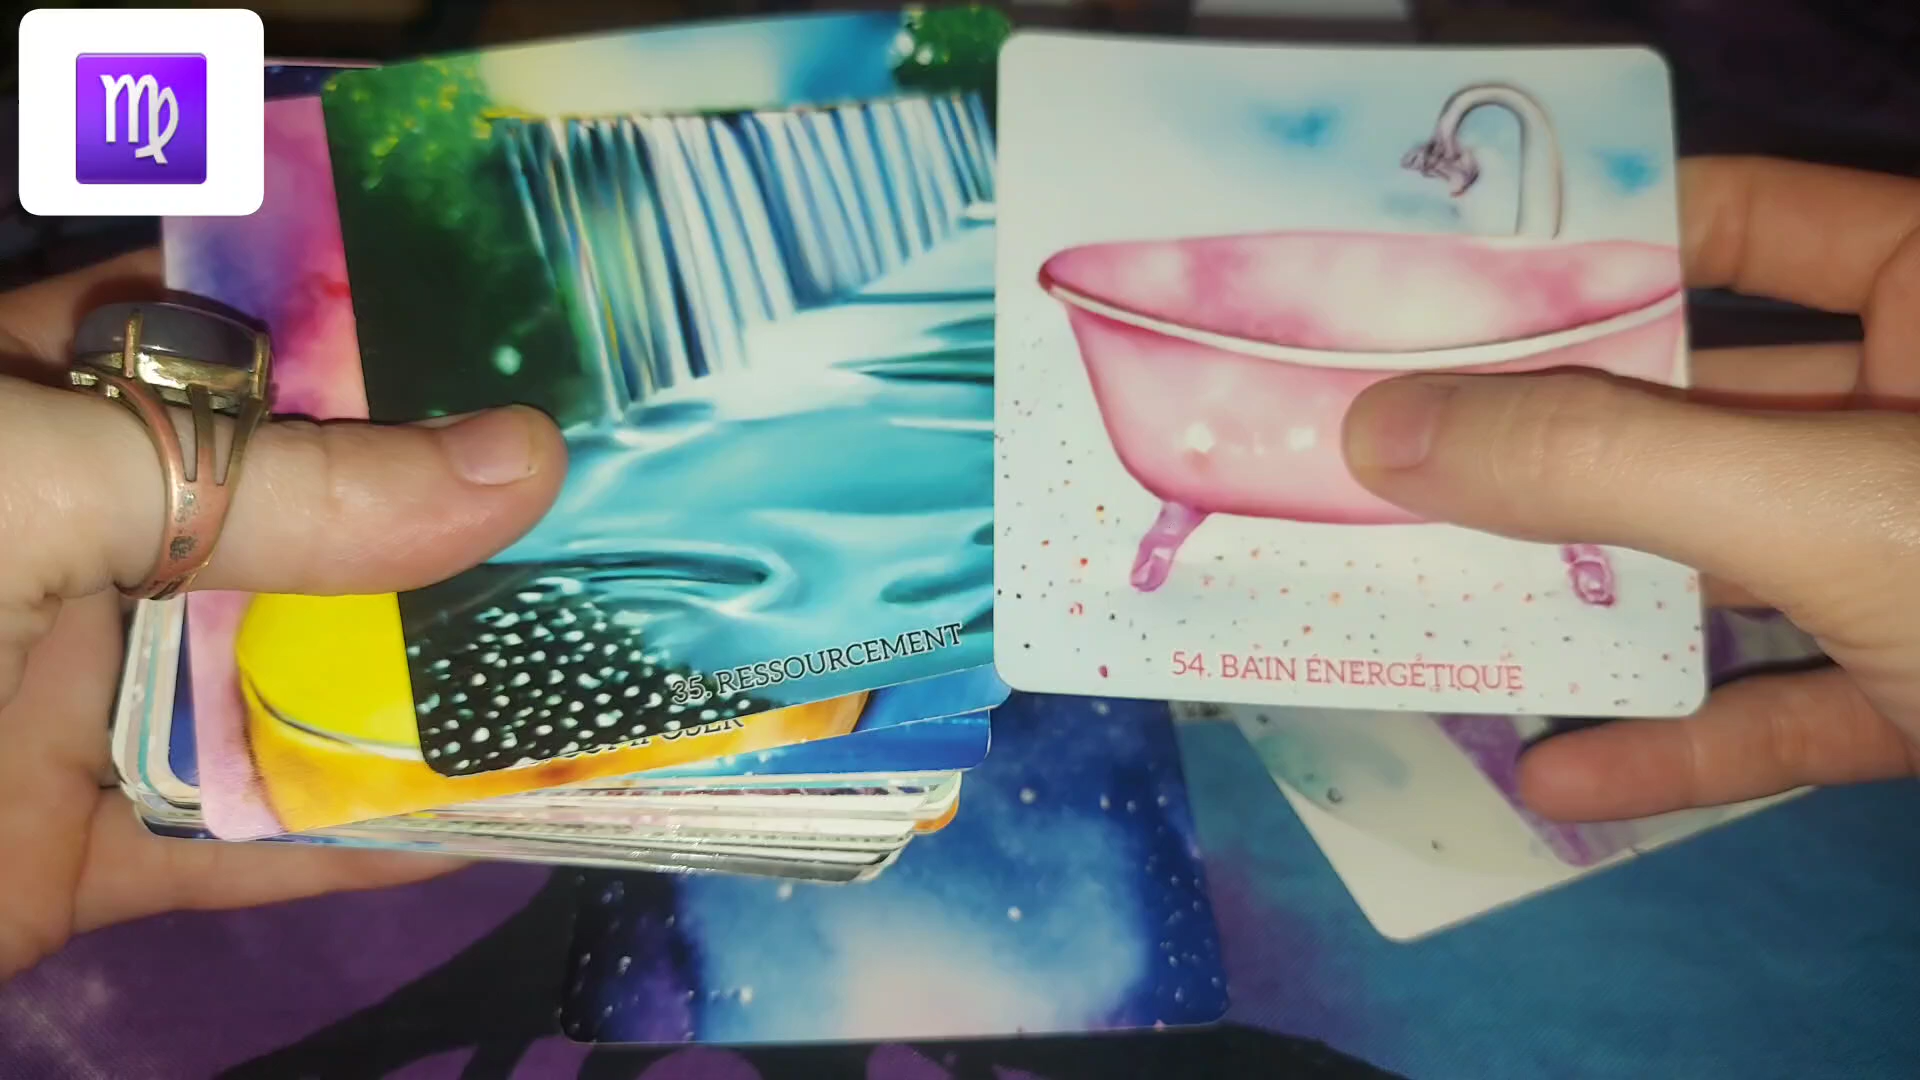 ♍
35. RESSOURCEMENT
54. BAIN ÉNERGÉTIQUE